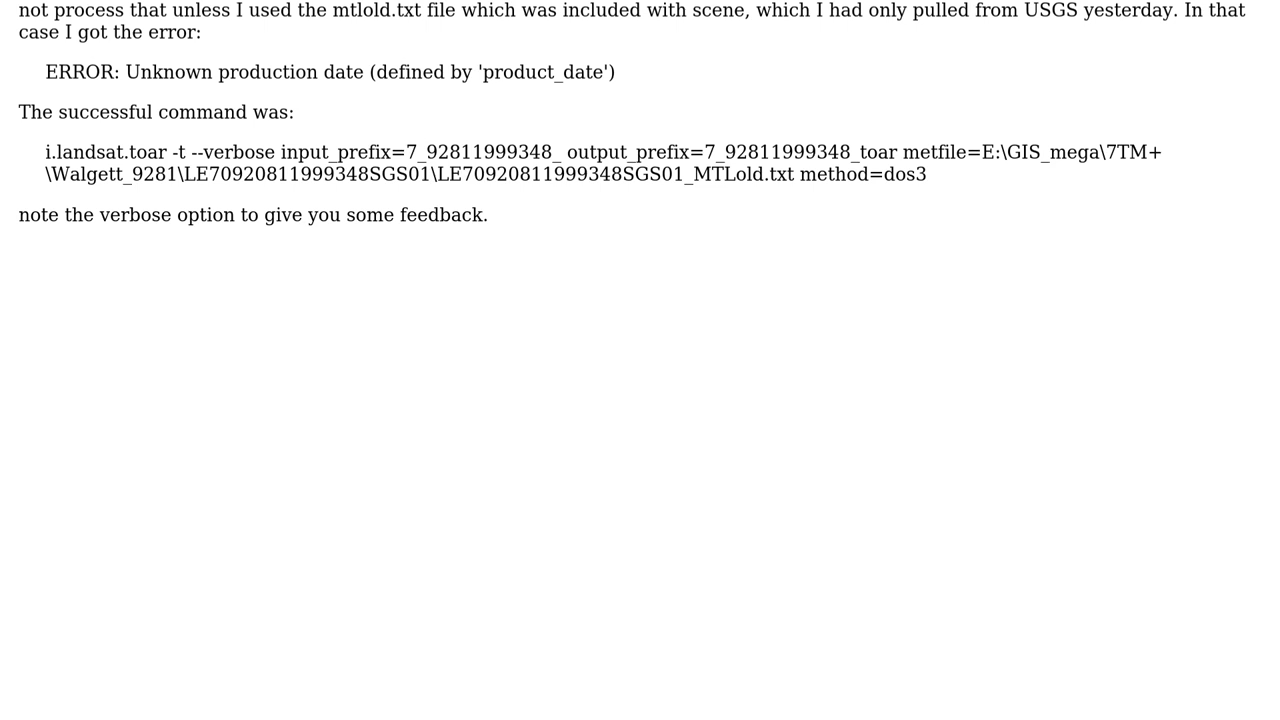 not process that unless I used the mtlold.txt file which was included with scene, which I had only pulled from USGS yesterday. In that
case I got the error:
ERROR: Unknown production date (defined by 'product_date')
The successful command was:
i.landsat.toar -t --verbose input_prefix=7_92811999348_ output_prefix=7_92811999348_toar metfile=E:\GIS_mega\7TM+
\Walgett_9281\LE70920811999348SGS01\LE70920811999348SGS01_MTLold.txt method=dos3
note the verbose option to give you some feedback.